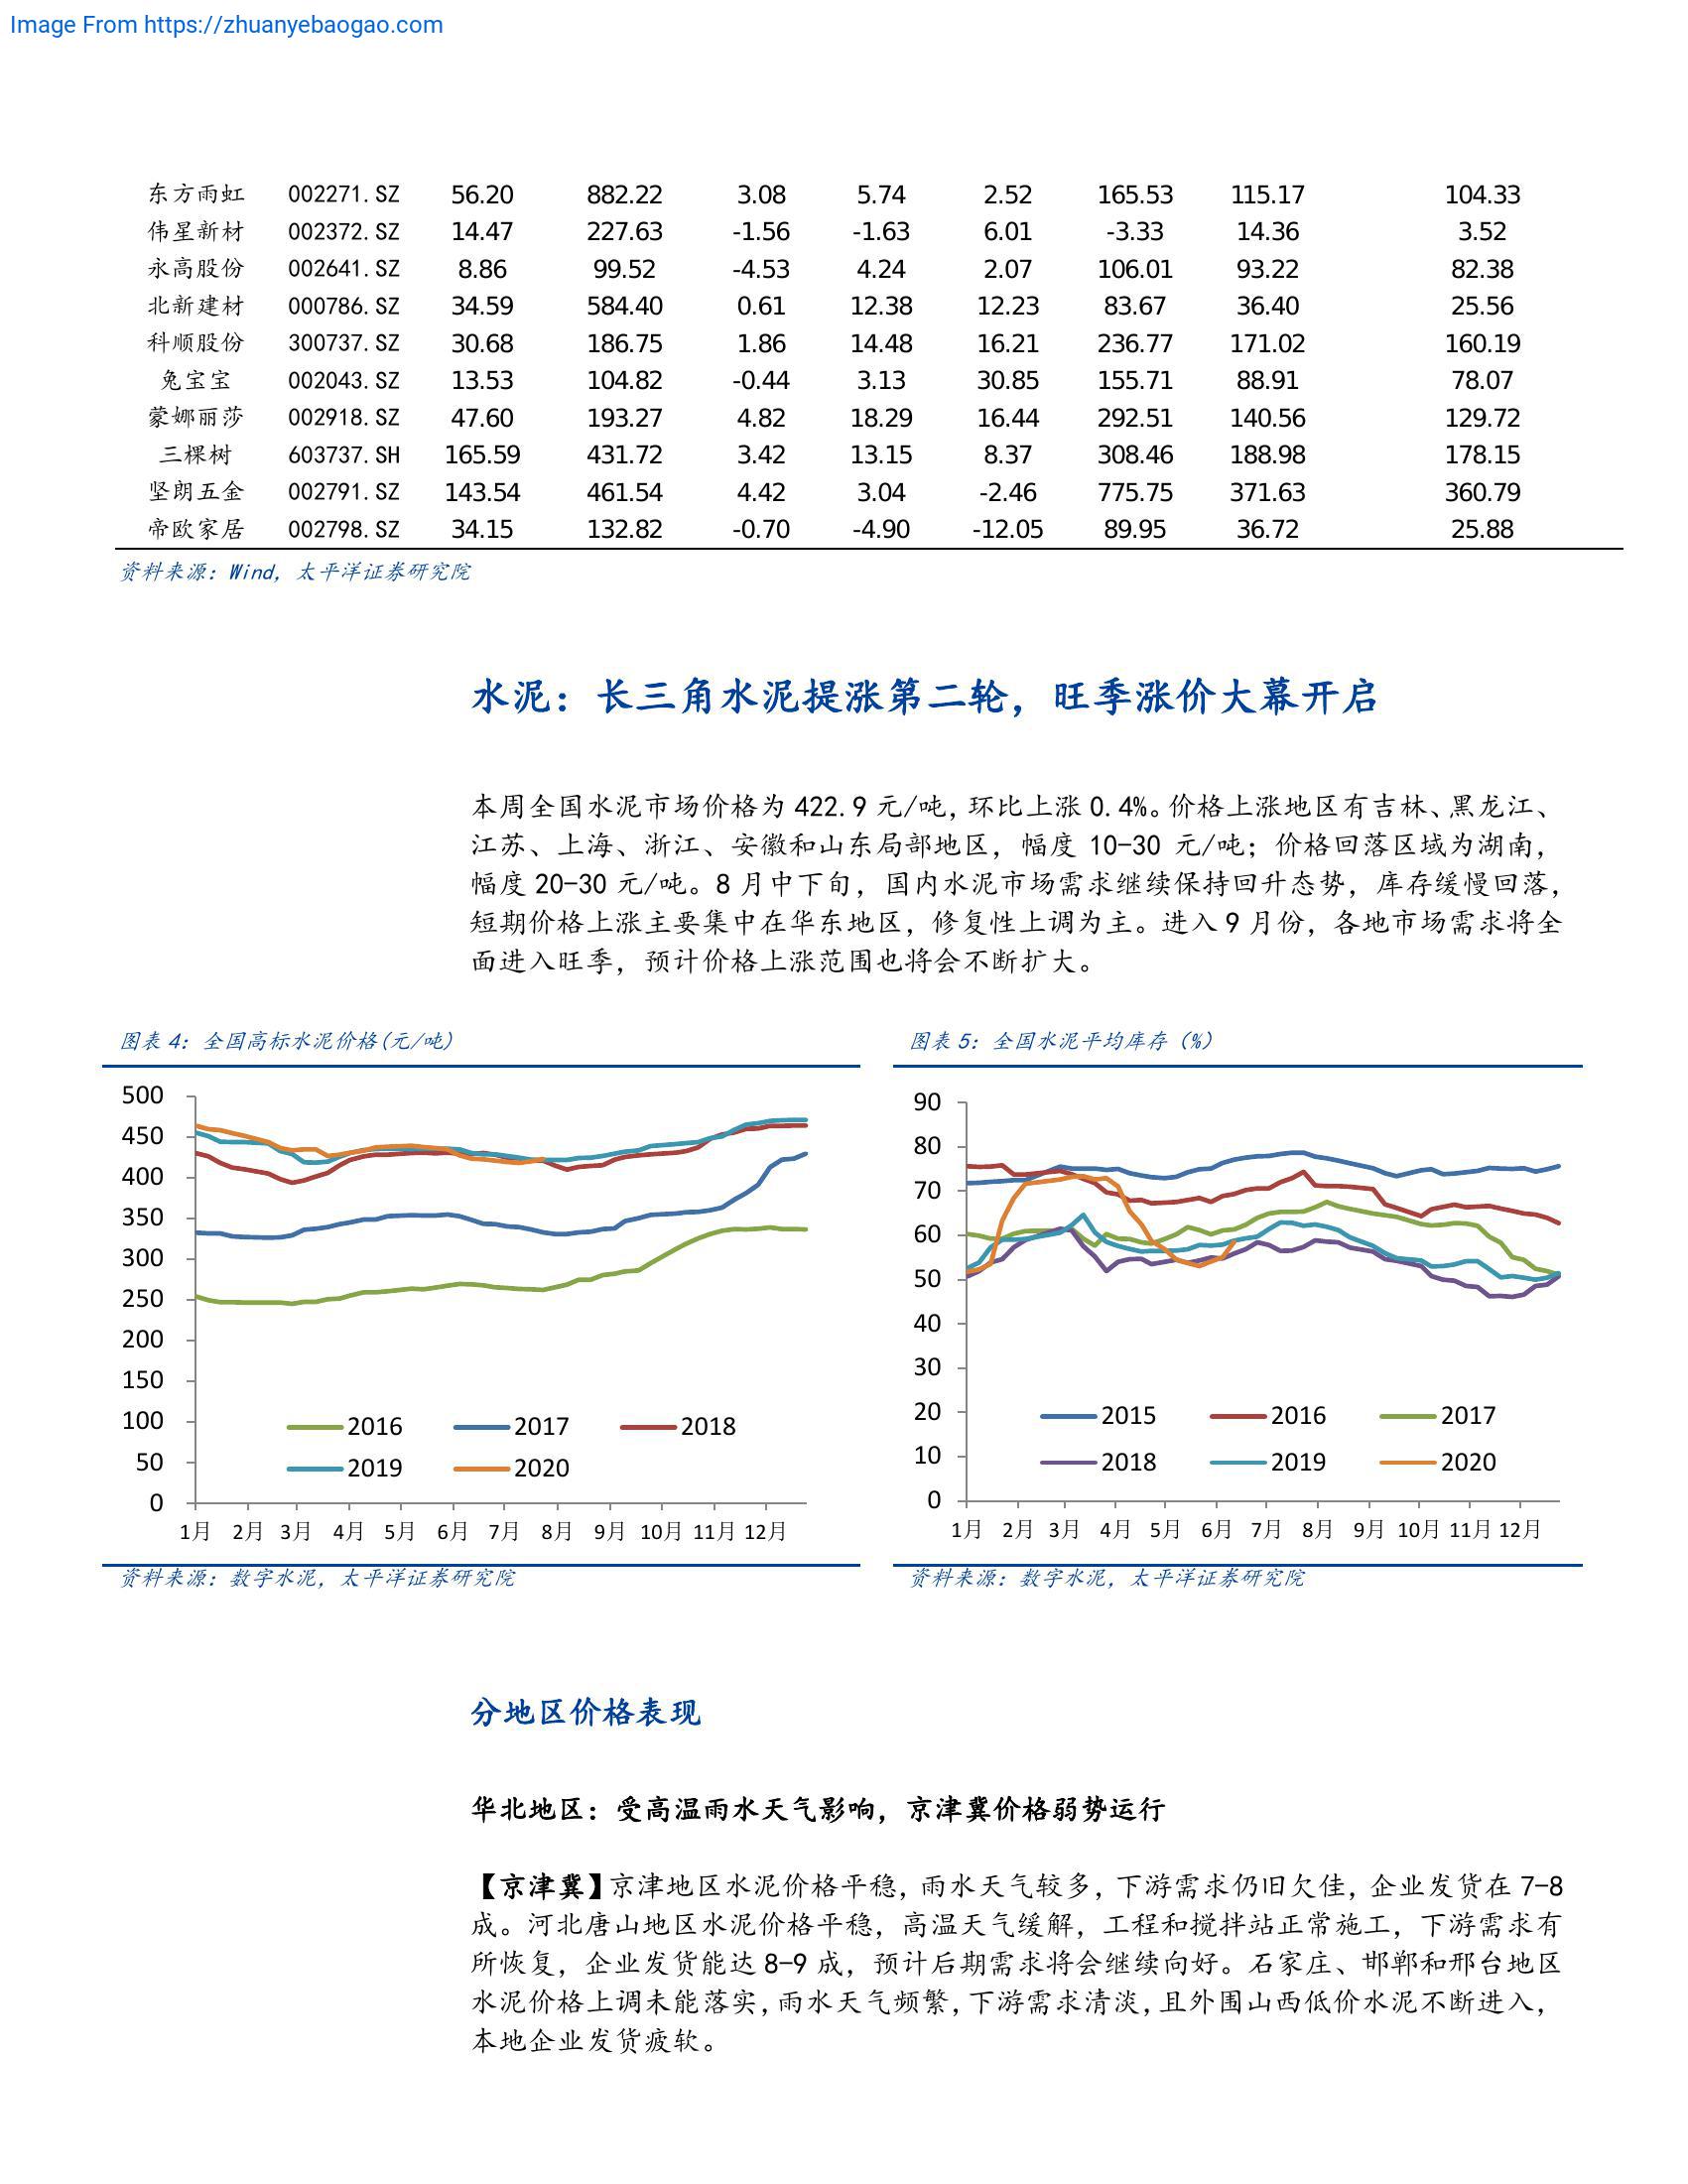 Image From https://zhuanyebaogao.com
东方雨虹 002271.SZ 56.20 882.22 3.08 5.74 2.52 165.53 115.17 104.33
伟星新材 002372.SZ 14.47 227.63 -1.56 -1.63 6.01 -3.33 14.36 3.52
永高股份 002641.SZ 8.86 99.52 -4.53 4.24 2.07 106.01 93.22 82.38
北新建材 000786.SZ 34.59 584.40 0.61 12.38 12.23 83.67 36.40 25.56
科顺股份 300737.SZ 30.68 186.75 1.86 14.48 16.21 236.77 171.02 160.19
兔宝宝 002043.SZ 13.53 104.82 -0.44 3.13 30.85 155.71 88.91 78.07
蒙娜丽莎 002918.SZ 47.60 193.27 4.82 18.29 16.44 292.51 140.56 129.72
三棵树 603737.SH 165.59 431.72 3.42 13.15 8.37 308.46 188.98 178.15
坚朗五金 002791.SZ 143.54 461.54 4.42 3.04 -2.46 775.75 371.63 360.79
帝欧家居 002798.SZ 34.15 132.82 -0.70 -4.90 -12.05 89.95 36.72 25.88
资料来源：Wind，太平洋证券研究院
水泥：长三角水泥提涨第二轮，旺季涨价大幕开启
本周全国水泥市场价格为 422.9 元/吨，环比上涨 0.4%。价格上涨地区有吉林、黑龙江、
江苏、上海、浙江、安徽和山东局部地区，幅度 10-30 元/吨；价格回落区域为湖南，
幅度 20-30 元/吨。8 月中下旬，国内水泥市场需求继续保持回升态势，库存缓慢回落，
短期价格上涨主要集中在华东地区，修复性上调为主。进入 9 月份，各地市场需求将全
面进入旺季，预计价格上涨范围也将会不断扩大。
图表 4：全国高标水泥价格(元/吨)
500
450
400
350
300
250
200
150
100
50
0
2016 2017 2018
2019 2020
1月 2月 3月 4月 5月 6月 7月 8月 9月 10月 11月 12月
资料来源：数字水泥，太平洋证券研究院
图表 5：全国水泥平均库存（%）
90
80
70
60
50
40
30
20
10
0
2015 2016 2017
2018 2019 2020
1月 2月 3月 4月 5月 6月 7月 8月 9月 10月 11月 12月
资料来源：数字水泥，太平洋证券研究院
分地区价格表现
华北地区：受高温雨水天气影响，京津冀价格弱势运行
【京津冀】京津地区水泥价格平稳，雨水天气较多，下游需求仍旧欠佳，企业发货在 7-8
成。河北唐山地区水泥价格平稳，高温天气缓解，工程和搅拌站正常施工，下游需求有
所恢复，企业发货能达 8-9 成，预计后期需求将会继续向好。石家庄、邯郸和邢台地区
水泥价格上调未能落实，雨水天气频繁，下游需求清淡，且外围山西低价水泥不断进入，
本地企业发货疲软。